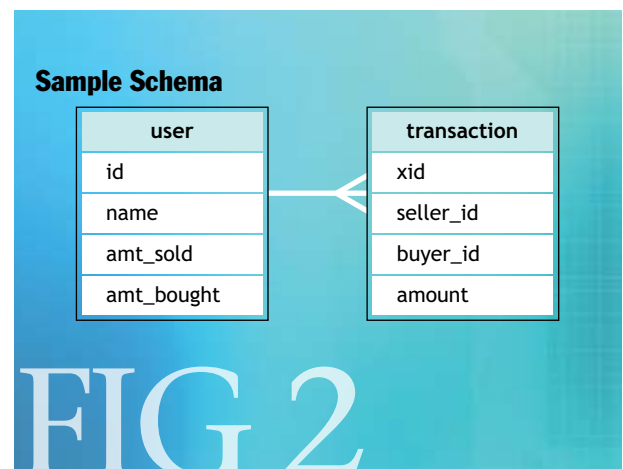 Sample Schema
user
id
name
amt_sold
amt_bought
transaction
xid
seller_id
buyer_id
amount
FIG 2